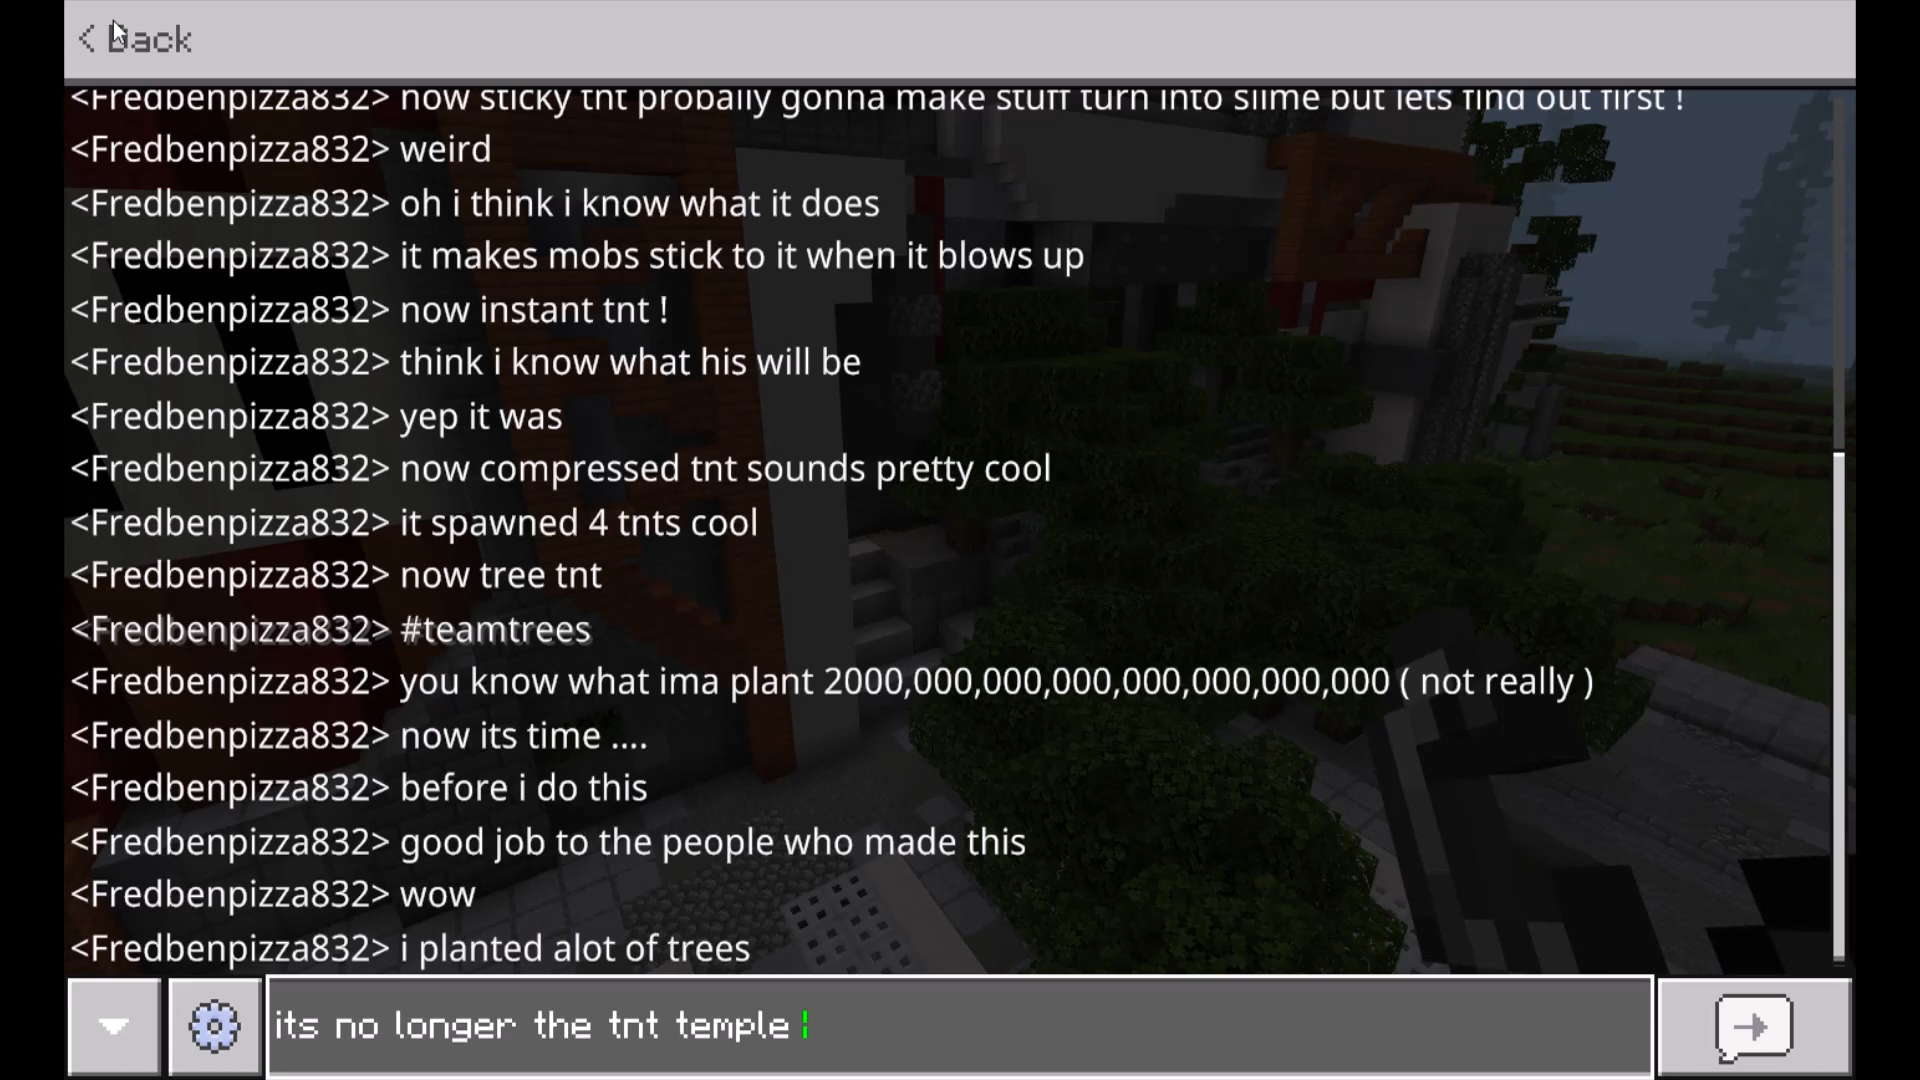 < Back
<Fredbenpizza832> now sticky tnt probally gonna make stuff turn into slime but lets find out first !
<Fredbenpizza832> weird
<Fredbenpizza832> oh i think i know what it does
<Fredbenpizza832> it makes mobs stick to it when it blows up
<Fredbenpizza832> now instant tnt !
<Fredbenpizza832> think i know what his will be
<Fredbenpizza832> yep it was
<Fredbenpizza832> now compressed tnt sounds pretty cool
<Fredbenpizza832> it spawned 4 tnts cool
<Fredbenpizza832> now tree tnt
<Fredbenpizza832> #teamtrees
<Fredbenpizza832> you know what ima plant 2000,000,000,000,000,000,000,000 ( not really )
<Fredbenpizza832> now its time ....
<Fredbenpizza832> before i do this
<Fredbenpizza832> good job to the people who made this
<Fredbenpizza832> wow
<Fredbenpizza832> i planted alot of trees
its no longer the tnt temple